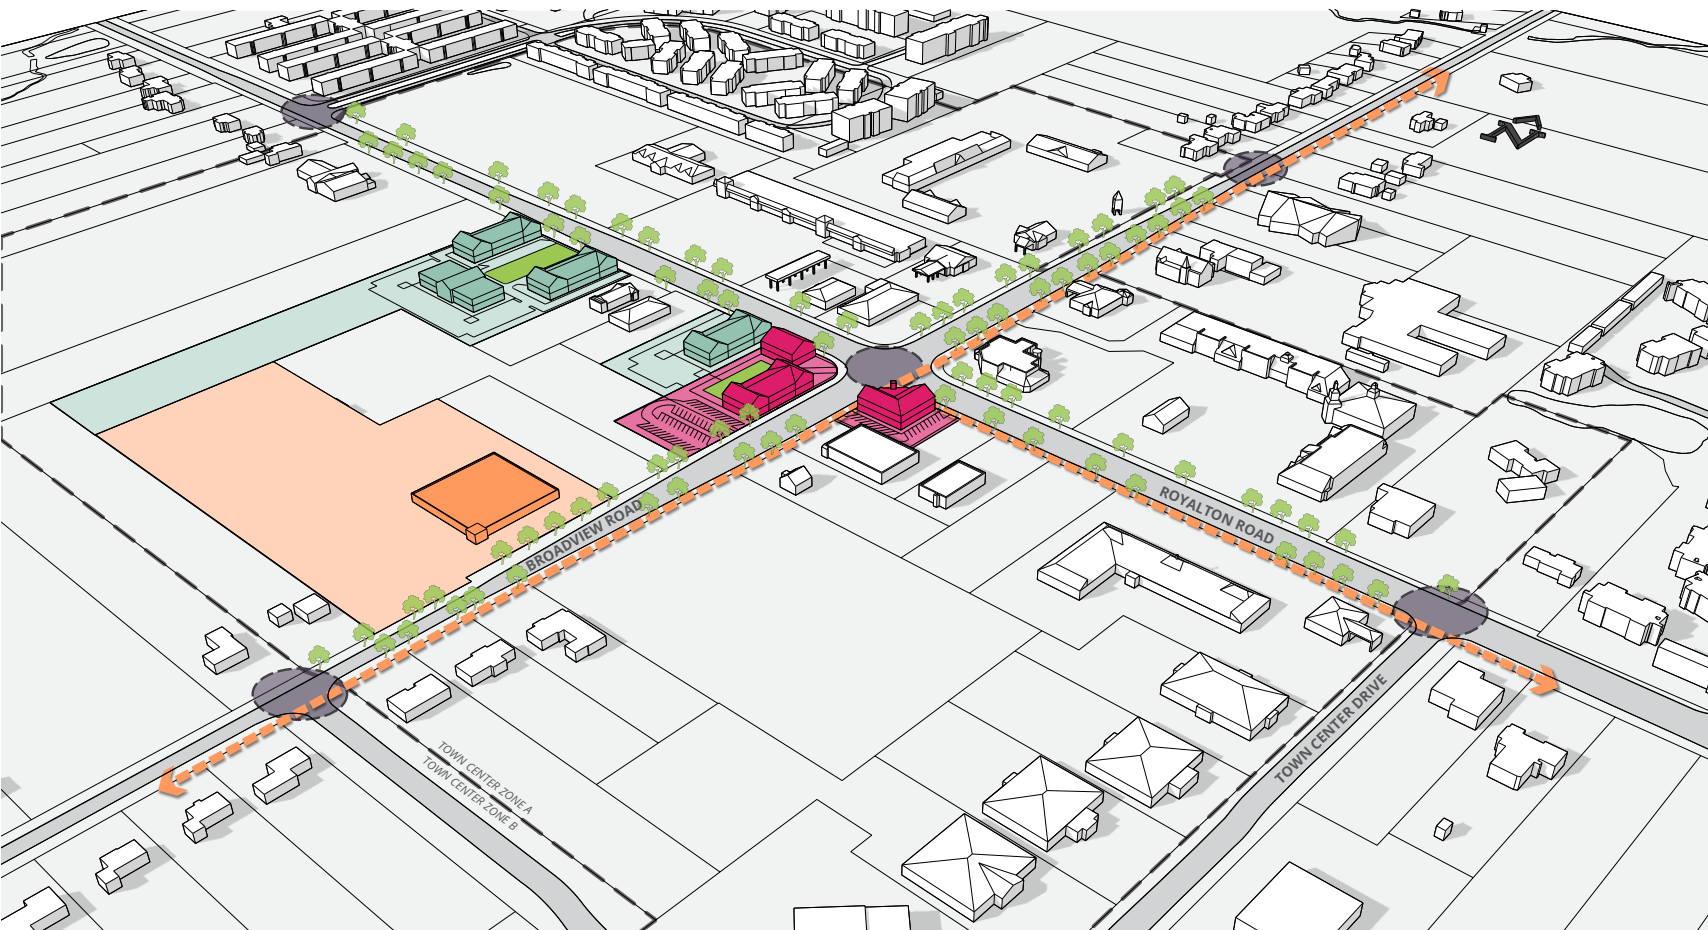 BROADVIEW ROAD
ROYALTON ROAD
TOWN CENTER DRIVE
TOWN CENTER ZONE A
TOWN CENTER ZONE B